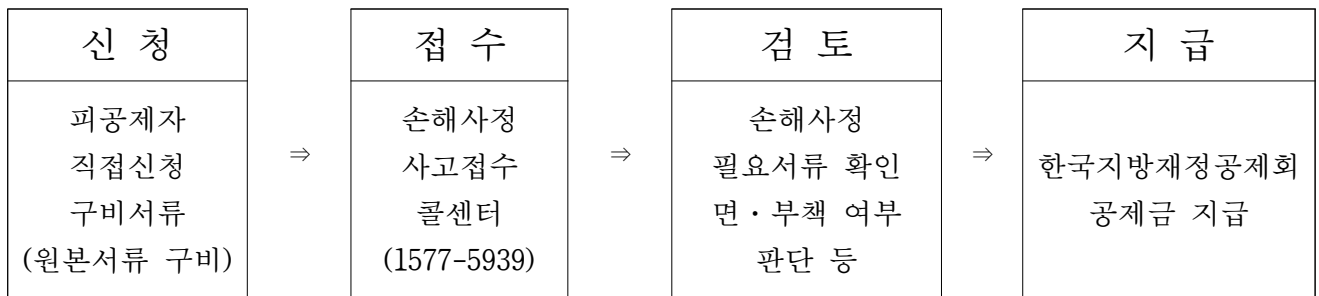 신 청
피공제자
직접신청
구비서류
(원본서류 구비)
⇒
접 수
손해사정
사고접수
콜센터
(1577-5939)
⇒
검 토
손해사정
필요서류 확인
면・부책 여부
판단 등
⇒
지 급
한국지방재정공제회
공제금 지급